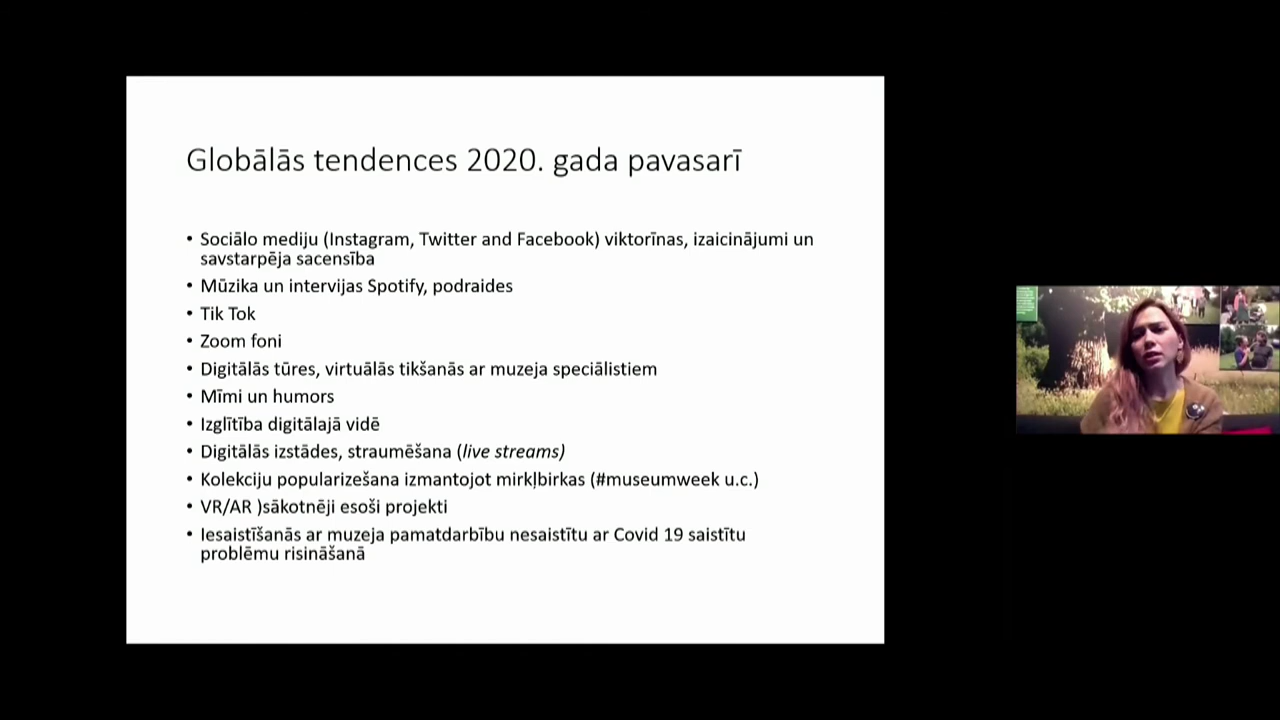 Globālās tendences 2020. gada pavasarī
• Sociālo mediju (Instagram, Twitter and Facebook) viktorīnas, izaicinājumi un
savstarpēja sacensība
• Mūzika un intervijas Spotify, podraides
• Tik Tok
• Zoom foni
• Digitālās tūres, virtuālās tikšanās ar muzeja speciālistiem
• Mīmi un humors
• Izglītība digitālajā vidē
• Digitālās izstādes, straumēšana (live streams)
• Kolekciju popularizešana izmantojot mirkļbirkas (#museumweek u.c.)
• VR/AR )sākotnēji esoši projekti
• Iesaistīšanās ar muzeja pamatdarbību nesaistītu ar Covid 19 saistītu
problēmu risināšanā